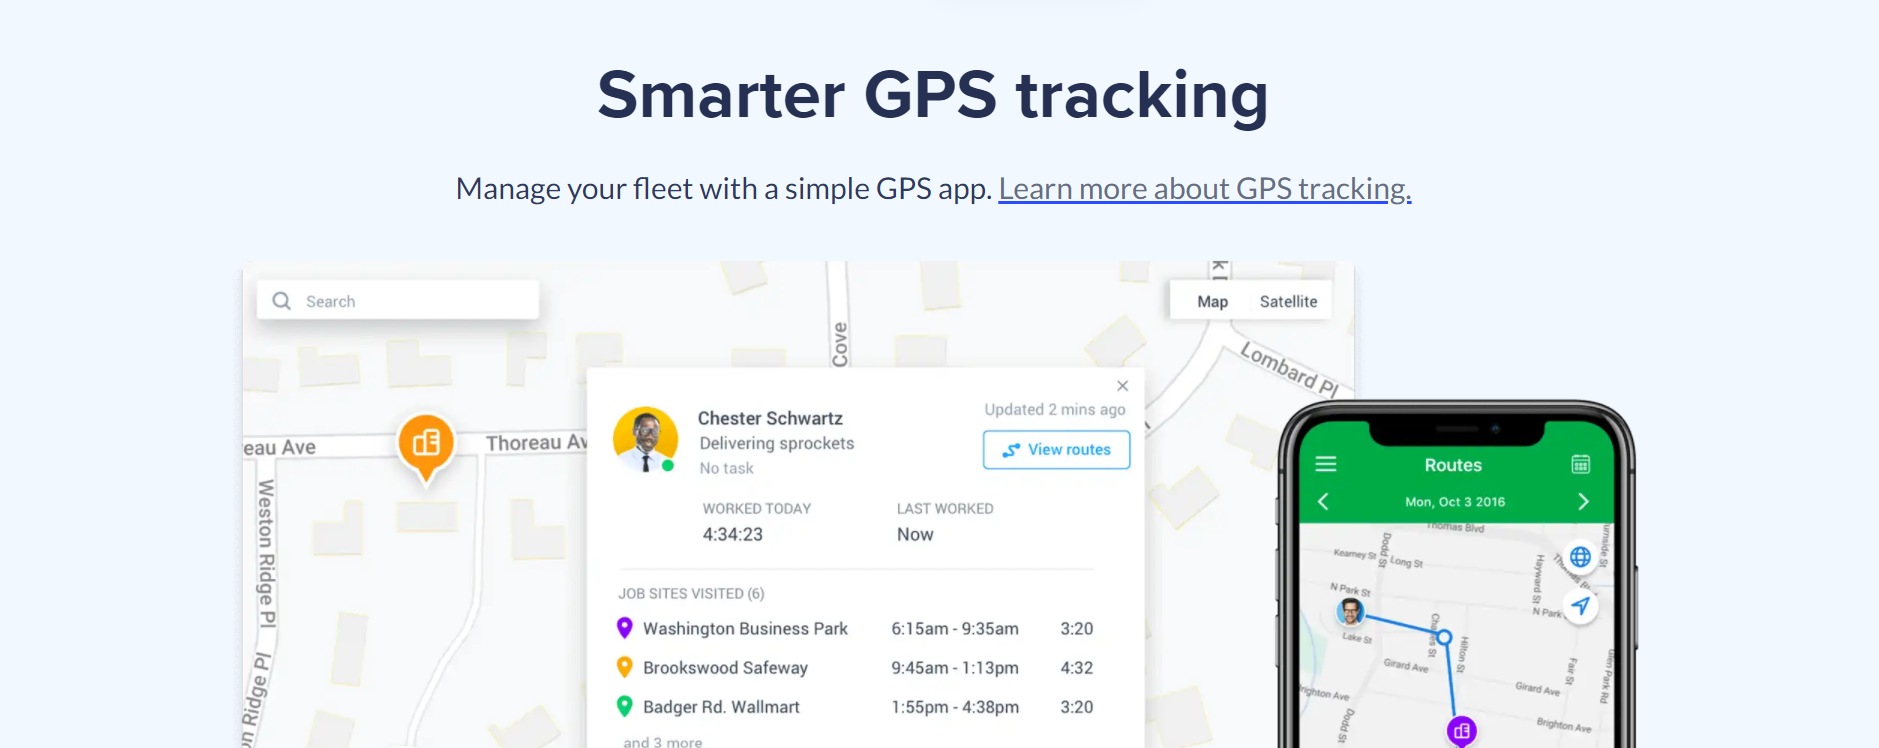 Smarter GPS tracking
Manage your fleet with a simple GPS app. Learn more about GPS tracking.
Search
Map
Satellite
Cove
Lombard Pl
eau Ave
Thoreau Av
Weston Ridge Pl
n Ridge Pl
Chester Schwartz
Delivering sprockets
No task
Updated 2 mins ago
View routes
WORKED TODAY
LAST WORKED
4:34:23
Now
JOB SITES VISITED (6)
Washington Business Park 6:15am - 9:35am 3:20
Brookswood Safeway 9:45am - 1:13pm 4:32
Badger Rd. Wallmart 1:55pm - 4:38pm 3:20
and 3 more
Routes
Mon, Oct 3 2016
Thomas Blvd
Kearney St
Dodd St
Long St
Hayward St
N Park St
N Park
Lake St
Hilton St
Girard Ave
Fair St
Glen Park Rd
Girard Ave
righton Ave
Dodd St
Brighton Ave